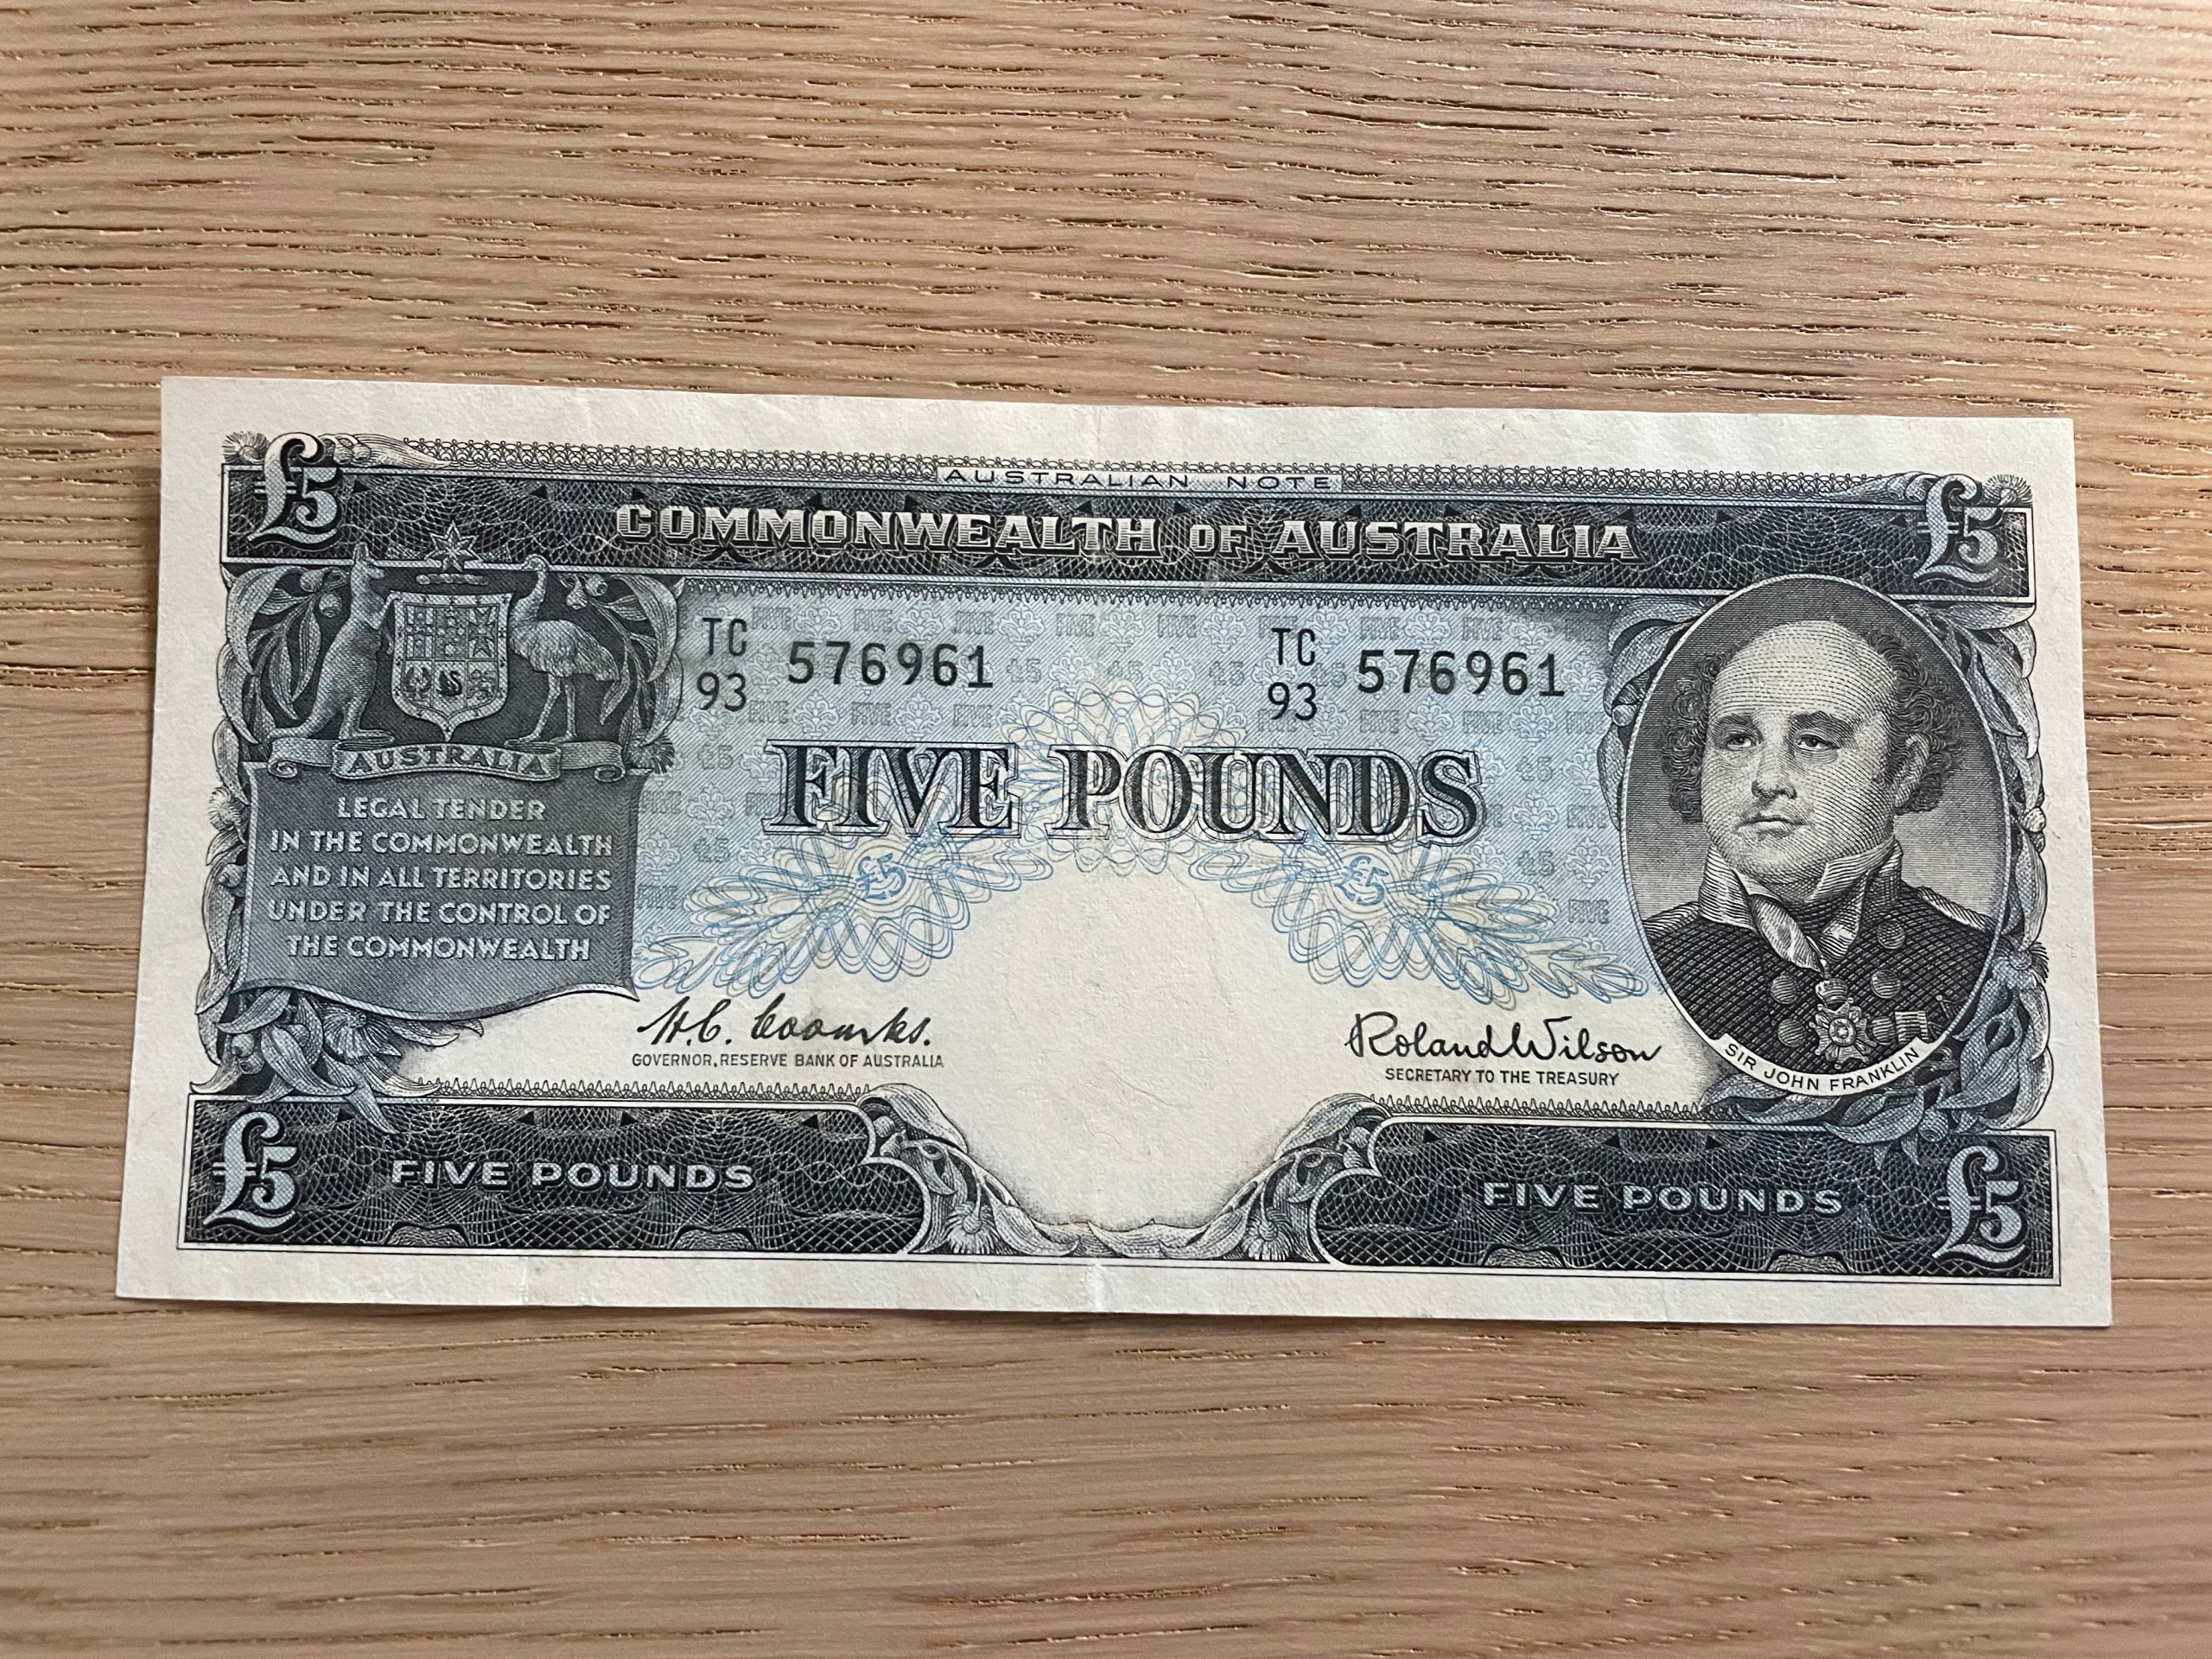 £5
AUSTRALIAN NOTE
£5
COMMONWEALTH OF AUSTRALIA
TC
93
576961
TC
93
576961
AUSTRALIA
FIVE POUNDS
LEGAL TENDER
IN THE COMMONWEALTH
AND IN ALL TERRITORIES
UNDER THE CONTROL OF
THE COMMONWEALTH
£5
£5
H.C. Coombs.
GOVERNOR, RESERVE BANK OF AUSTRALIA
Roland Wilson
SECRETARY TO THE TREASURY
SIR JOHN FRANKLIN
£5
FIVE POUNDS
FIVE POUNDS
£5